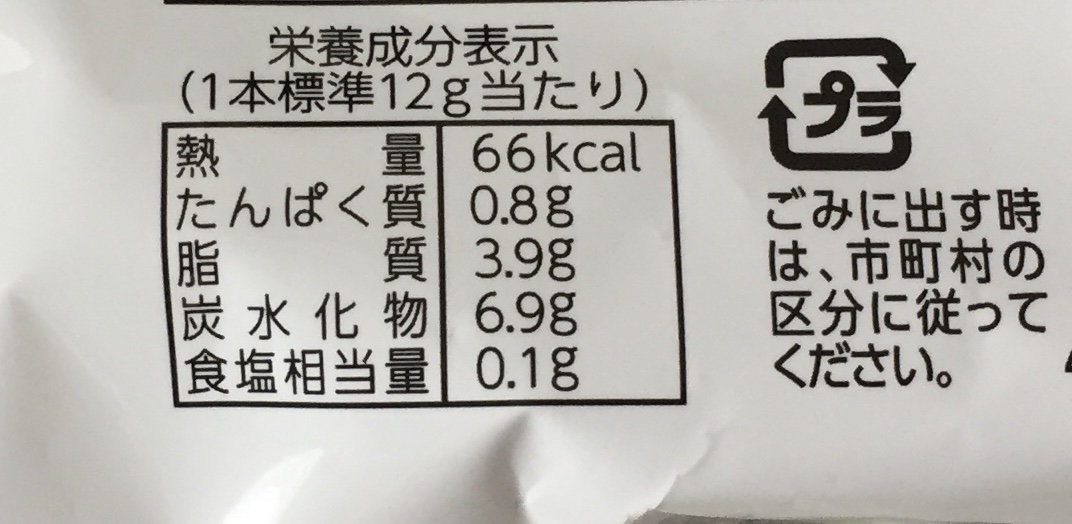 栄養成分表示
(1本標準12g当たり)
熱量 66kcal
たんぱく質 0.8g
脂質 3.9g
炭水化物 6.9g
食塩相当量 0.1g
プラ
ごみに出す時
は、市町村の
区分に従って
ください。